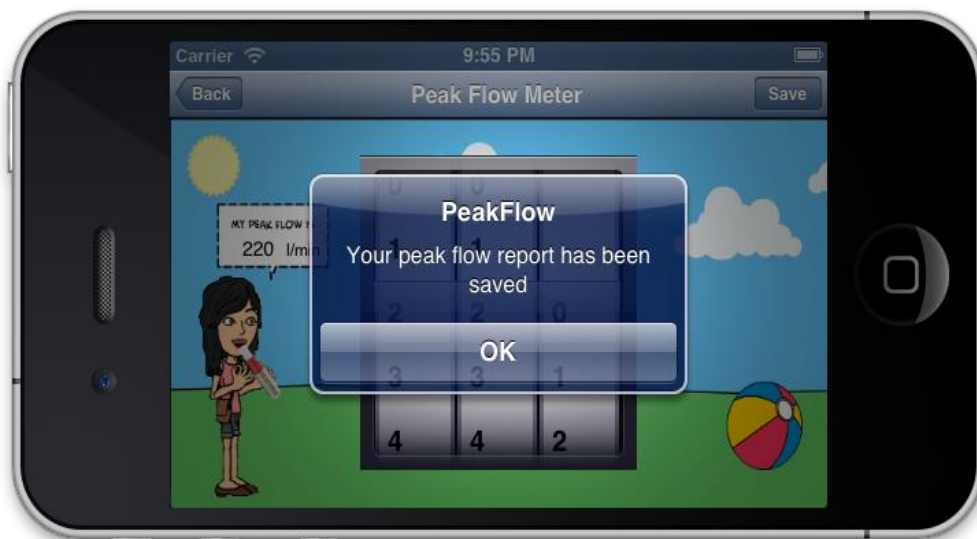 Carrier 9:55 PM
Back Peak Flow Meter Save
MY PEAK FLOW
220 l/min
PeakFlow
Your peak flow report has been
saved
OK
0 0
1 1
2 2 0
3 3 1
4 4 2